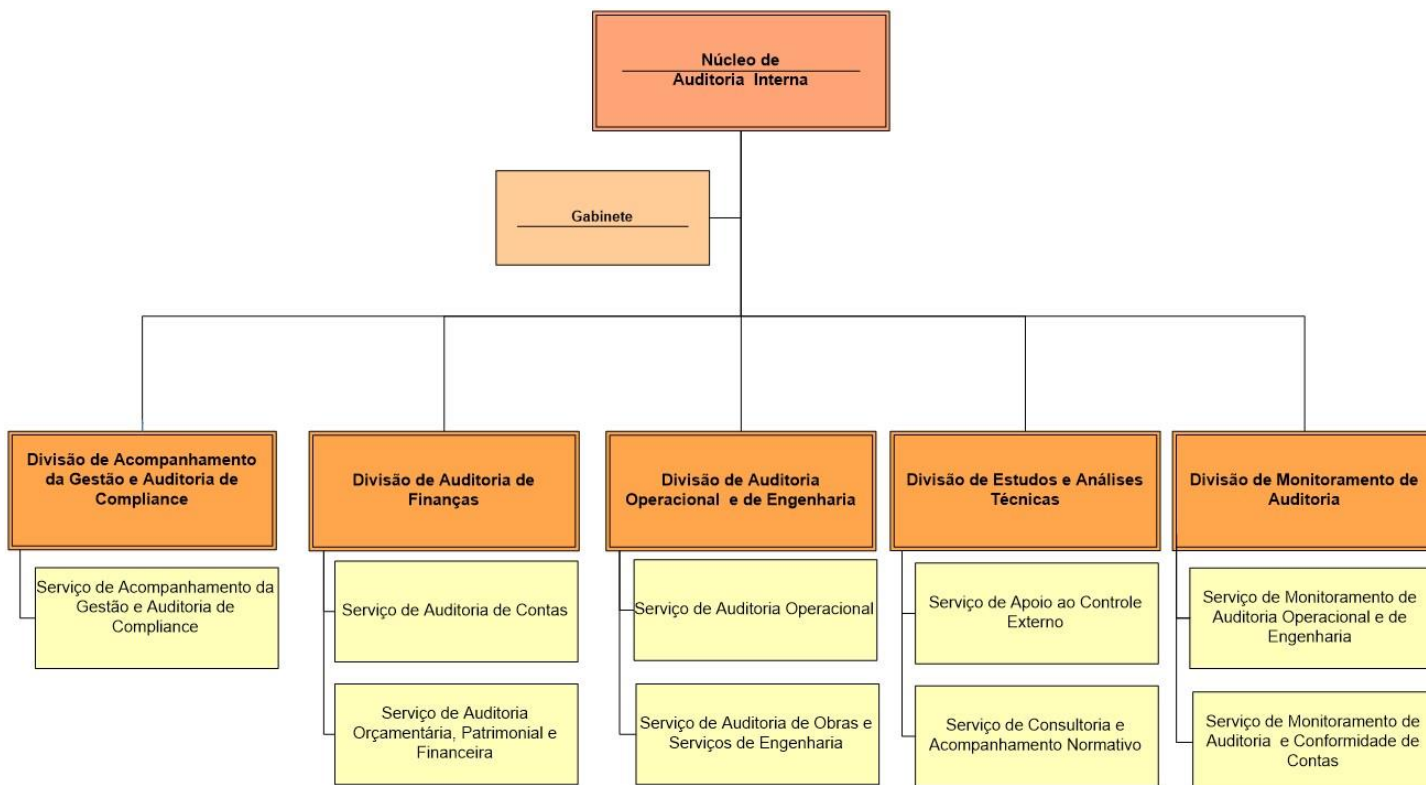 Núcleo de
Auditoria Interna
Gabinete
Divisão de Acompanhamento
da Gestão e Auditoria de
Compliance
Divisão de Auditoria de
Finanças
Divisão de Auditoria
Operacional e de Engenharia
Divisão de Estudos e Análises
Técnicas
Divisão de Monitoramento de
Auditoria
Serviço de Acompanhamento da
Gestão e Auditoria de
Compliance
Serviço de Auditoria de Contas
Serviço de Auditoria Operacional
Serviço de Apoio ao Controle
Externo
Serviço de Monitoramento de
Auditoria Operacional e de
Engenharia
Serviço de Auditoria
Orçamentária, Patrimonial e
Financeira
Serviço de Auditoria de Obras e
Serviços de Engenharia
Serviço de Consultoria e
Acompanhamento Normativo
Serviço de Monitoramento de
Auditoria e Conformidade de
Contas